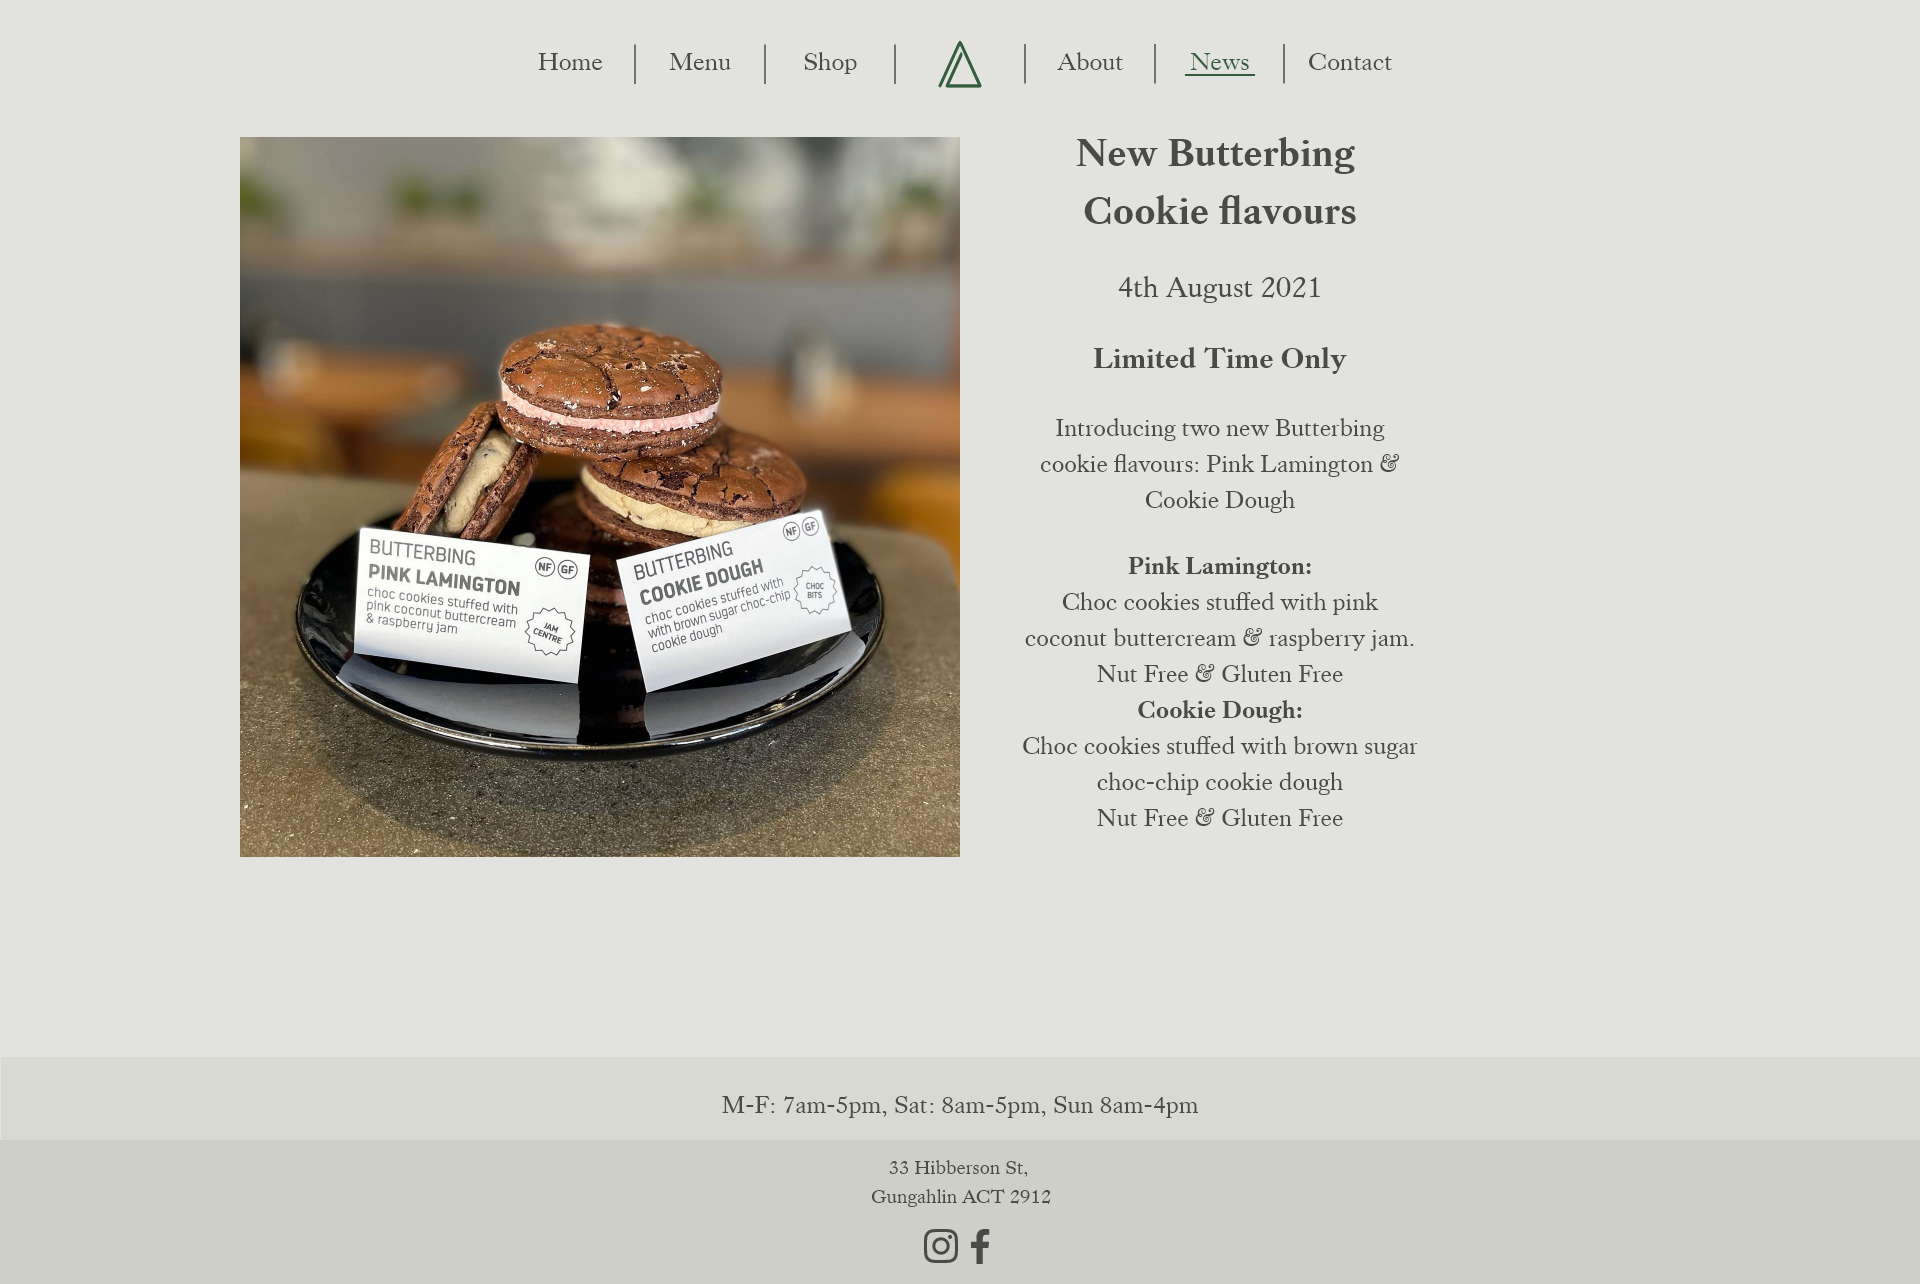 Home
Menu
Shop
About
News
Contact
New Butterbing
Cookie flavours
4th August 2021
Limited Time Only
Introducing two new Butterbing
cookie flavours: Pink Lamington &
Cookie Dough
Pink Lamington:
Choc cookies stuffed with pink
coconut buttercream & raspberry jam.
Nut Free & Gluten Free
Cookie Dough:
Choc cookies stuffed with brown sugar
choc-chip cookie dough
Nut Free & Gluten Free
BUTTERBING
PINK LAMINGTON
choc cookies stuffed with
pink coconut buttercream
& raspberry jam
NF GF
JAM
CENTRE
BUTTERBING
COOKIE DOUGH
choc cookies stuffed with
with brown sugar choc-chip
cookie dough
NF GF
CHOC
BITS
M-F: 7am-5pm, Sat: 8am-5pm, Sun 8am-4pm
33 Hibberson St,
Gungahlin ACT 2912